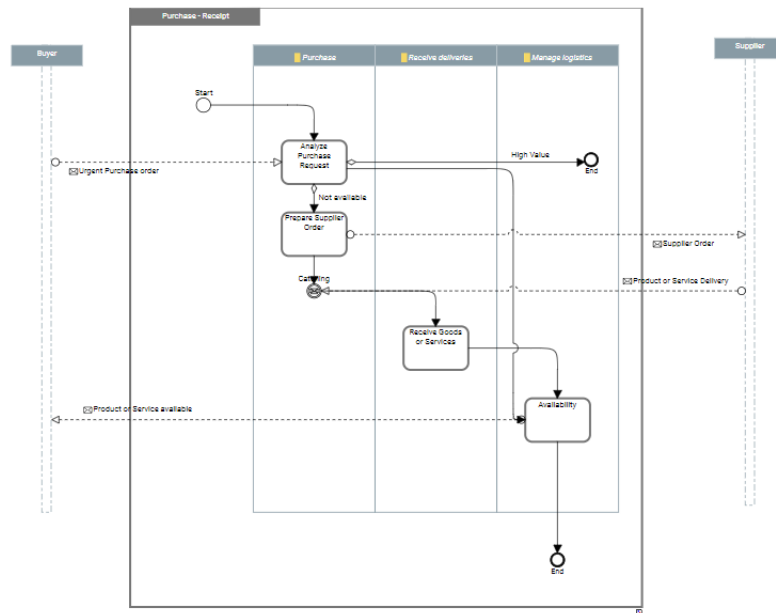 Purchase - Receipt
Buyer
Supplier
Purchase
Receive deliveries
Manage logistics
Start
Analyze
Purchase
Request
High Value
End
Urgent Purchase order
Not available
Prepare Supplier
Order
Supplier Order
Product or Service Delivery
Receive Goods
or Services
Product or Service available
Availability
End